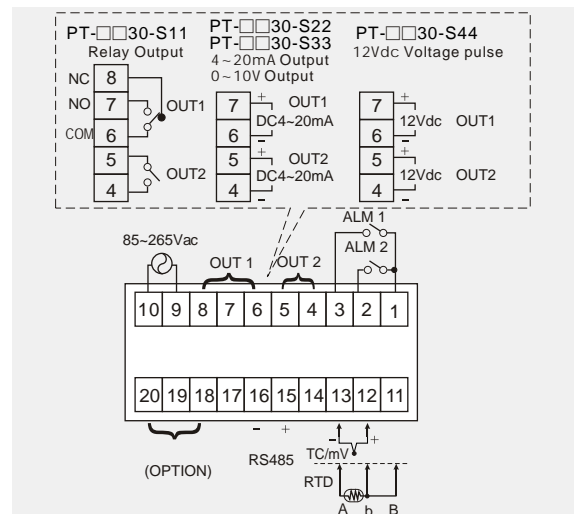 PT-□□30-S11
Relay Output
PT-□□30-S22
PT-□□30-S33
4~20mA Output
0~10V Output
PT-□□30-S44
12Vdc Voltage pulse
NC 8
NO 7
COM 6
5
4
OUT1
OUT2
7 + OUT1
DC4~20mA
6 -
5 + OUT2
DC4~20mA
4 -
7 +
12Vdc OUT1
6 -
5 +
12Vdc OUT2
4 -
85~265Vac
OUT 1
OUT 2
ALM 1
ALM 2
10 9 8 7 6 5 4 3 2 1
20 19 18 17 16 15 14 13 12 11
- +
- +
(OPTION)
RS485
TC/mV
RTD
A b B